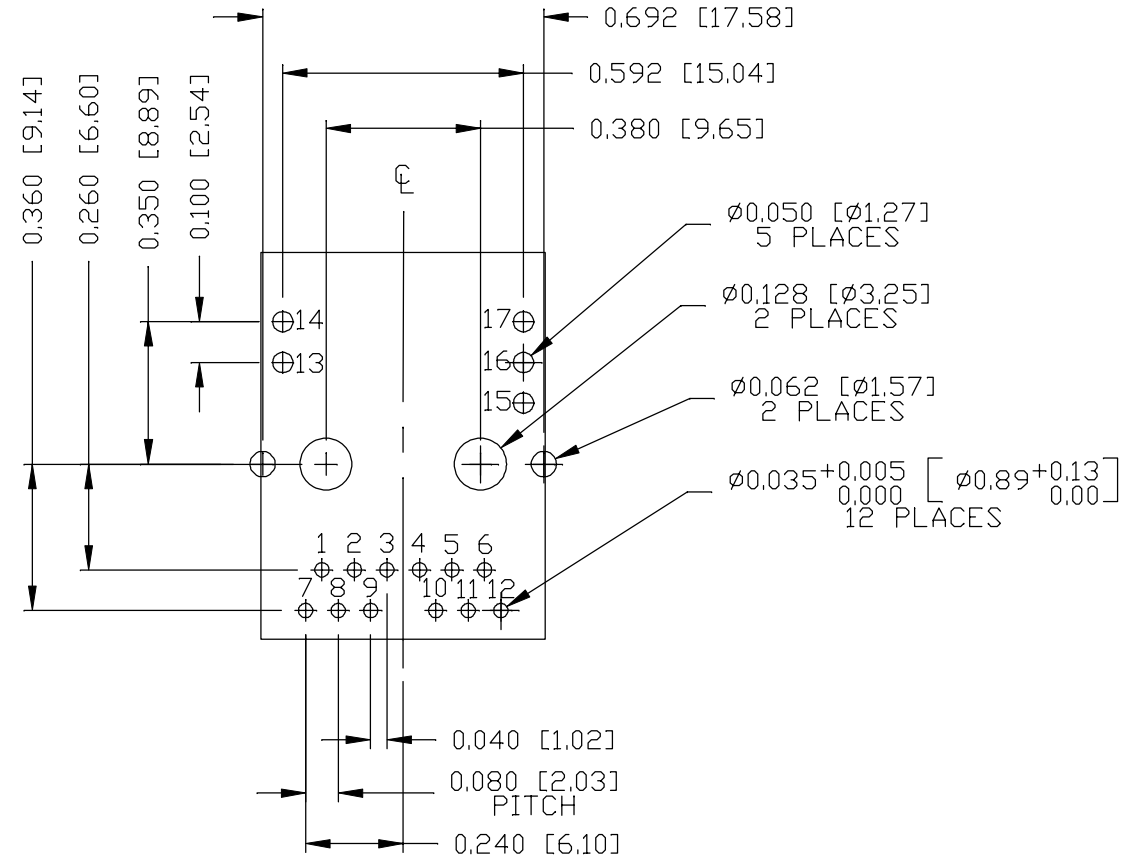 0.692 [17.58]
0.592 [15.04]
0.380 [9.65]
0.360 [9.14]
0.260 [6.60]
0.350 [8.89]
0.100 [2.54]
℄
Ø0.050 [Ø1.27]
5 PLACES
Ø0.128 [Ø3.25]
2 PLACES
Ø0.062 [Ø1.57]
2 PLACES
Ø0.035 +0.005 0.000 [ Ø0.89 +0.13 0.00 ]
12 PLACES
14 17
13 16
15
1 2 3 4 5 6
7 8 9 10 11 12
0.040 [1.02]
0.080 [2.03]
PITCH
0.240 [6.10]